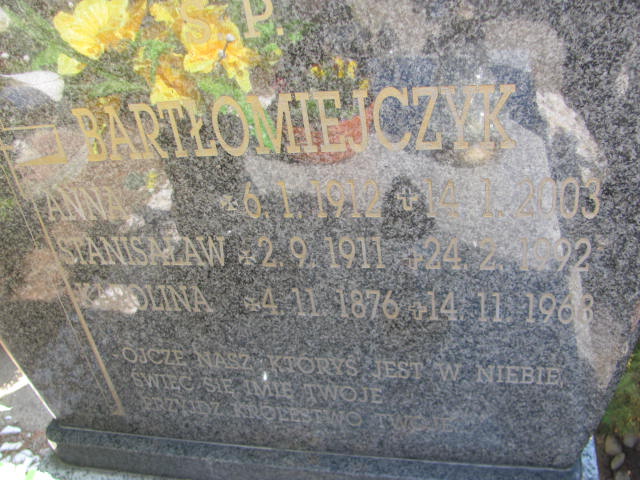 Ś. P.
BARTŁOMIEJCZYK
ANNA *6. 1. 1912 +14. 1. 2003
STANISŁAW *2. 9. 1911 +24. 2. 1992
KAROLINA *4. 11. 1876 +14. 11. 1968
OJCZE NASZ, KTÓRYŚ JEST W NIEBIE,
ŚWIĘĆ SIĘ IMIĘ TWOJE
PRZYJDŹ KRÓLESTWO TWOJE